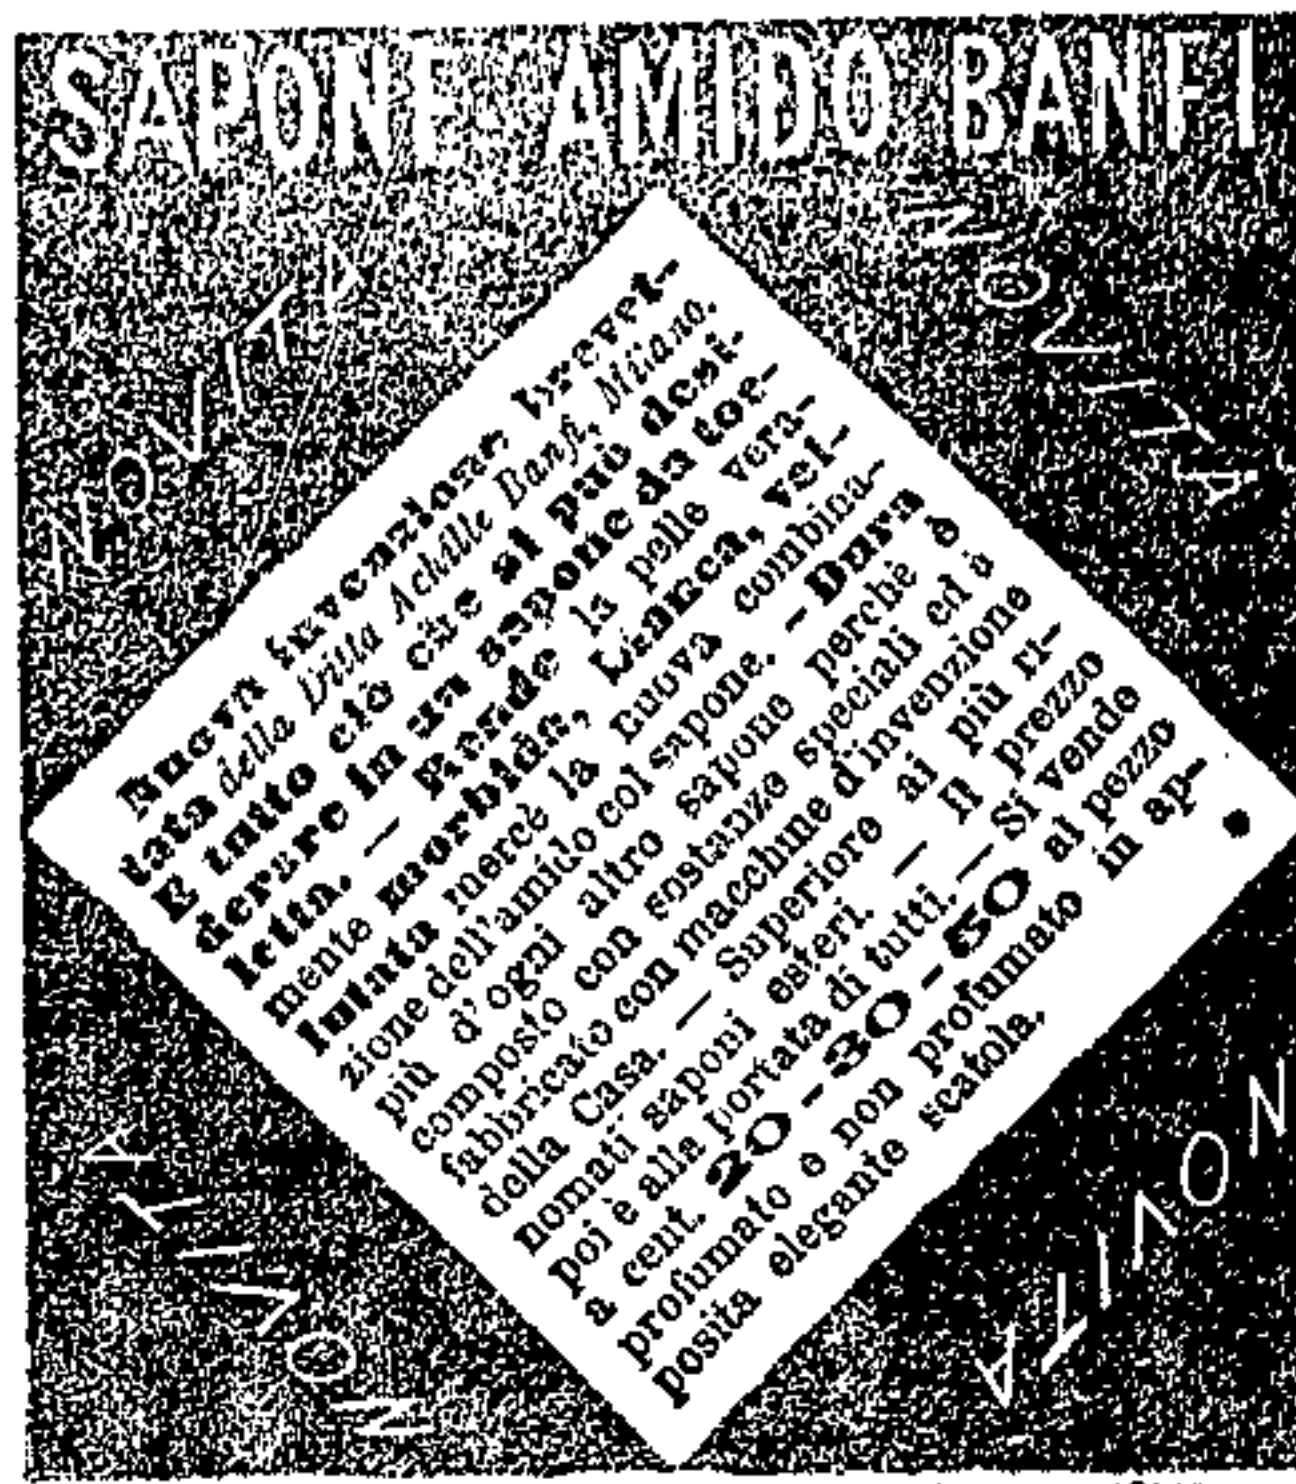 SAPONE AMIDO BANFI
NOVITÀ
NOVITÀ
Nuova invenzione brevet-
tata della Ditta Achille Banfi, Milano.
È tutto ciò che si può desi-
derare in un sapone da toe-
letta. — Rende la pelle vera-
mente morbida, bianca, vel-
lutata mercè la nuova combina-
zione dell'amido col sapone. — Dura
più d'ogni altro sapone perchè è
composto con sostanze speciali ed è
fabbricato con macchine d'invenzione
della Casa. — Superiore ai più ri-
nomati saponi esteri. — Il prezzo
poi è alla portata di tutti. — Si vende
a cent. 20-30-50 al pezzo
profumato e non profumato in ap-
posita elegante scatola.
NOVITÀ
NOVITÀ